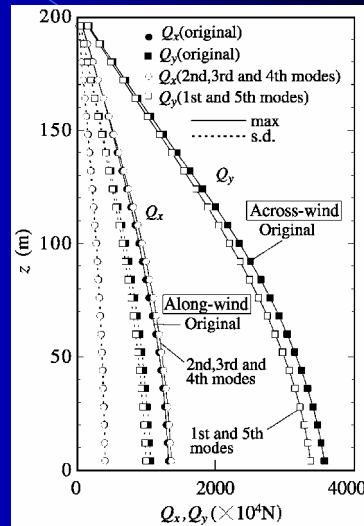 200
150
100
50
0
z (m)
● Qx(original)
■ Qy(original)
○ Qx(2nd,3rd and 4th modes)
□ Qy(1st and 5th modes)
max
s.d.
Qx
Qy
Across-wind
Original
Along-wind
Original
2nd,3rd and
4th modes
1st and 5th
modes
0 2000 4000
Qx,Qy(×10⁴N)